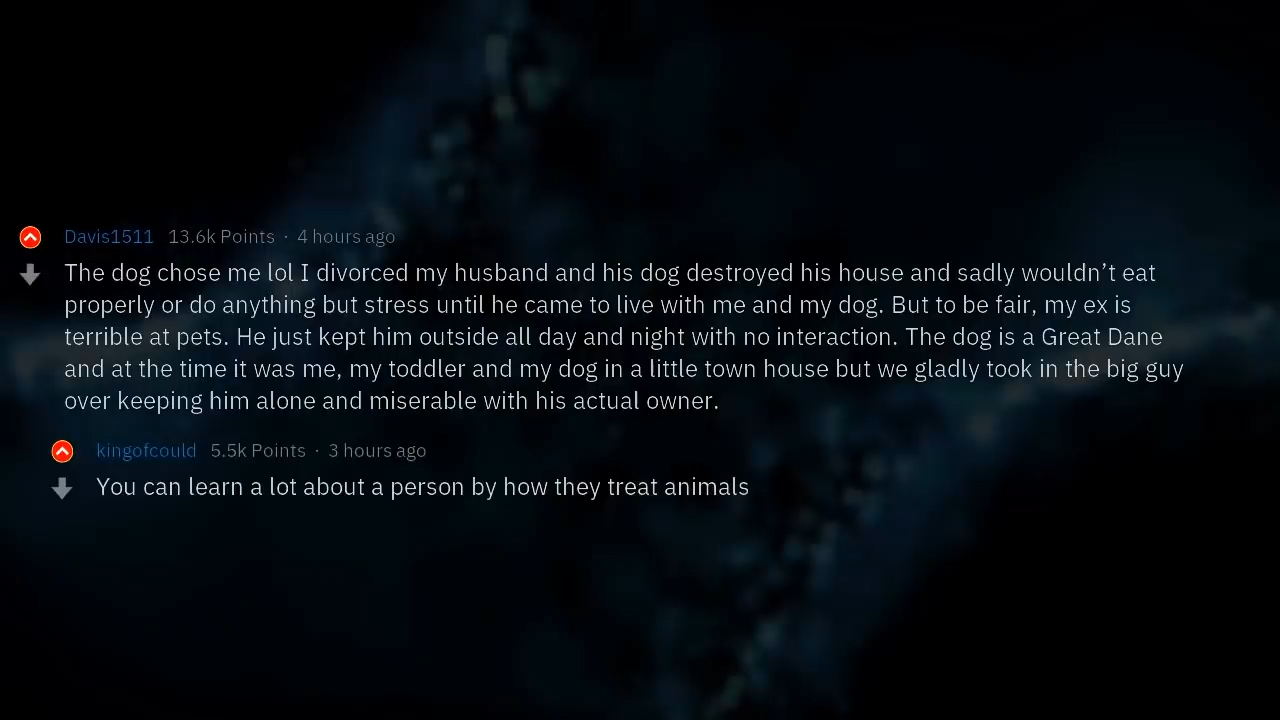 Davis1511 13.6k Points · 4 hours ago
The dog chose me lol I divorced my husband and his dog destroyed his house and sadly wouldn’t eat
properly or do anything but stress until he came to live with me and my dog. But to be fair, my ex is
terrible at pets. He just kept him outside all day and night with no interaction. The dog is a Great Dane
and at the time it was me, my toddler and my dog in a little town house but we gladly took in the big guy
over keeping him alone and miserable with his actual owner.
kingofcould 5.5k Points · 3 hours ago
You can learn a lot about a person by how they treat animals